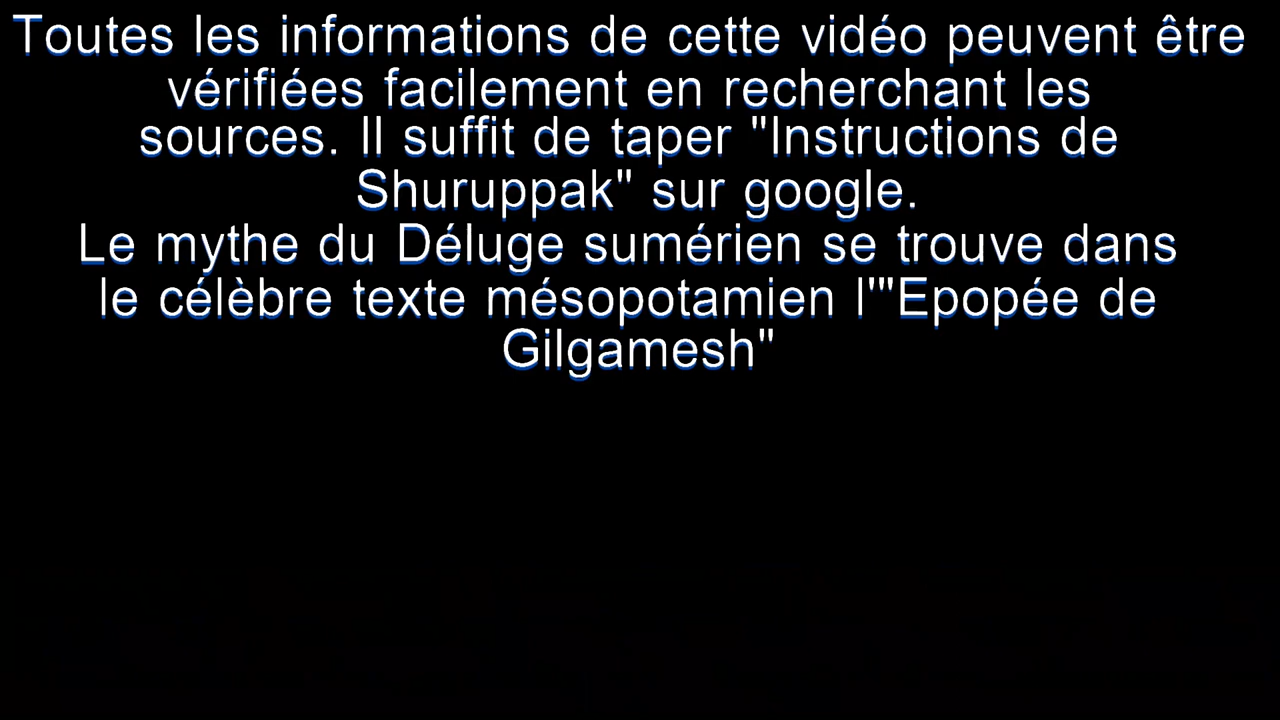 Toutes les informations de cette vidéo peuvent être
vérifiées facilement en recherchant les
sources. Il suffit de taper "Instructions de
Shuruppak" sur google.
Le mythe du Déluge sumérien se trouve dans
le célèbre texte mésopotamien l'"Epopée de
Gilgamesh"